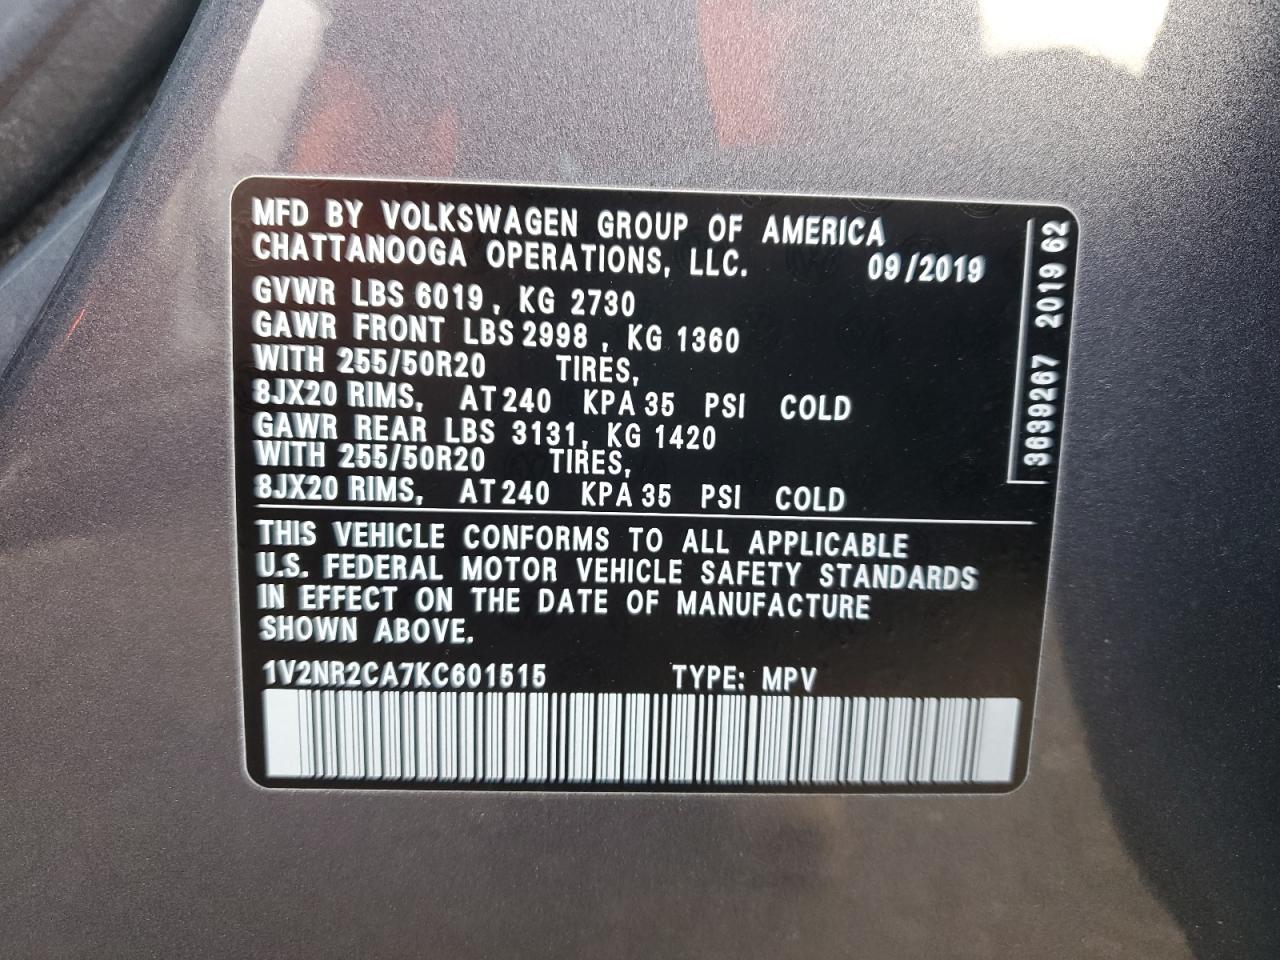 MFD BY VOLKSWAGEN GROUP OF AMERICA
CHATTANOOGA OPERATIONS, LLC. 09/2019
GVWR LBS 6019, KG 2730
GAWR FRONT LBS 2998, KG 1360
WITH 255/50R20 TIRES,
8JX20 RIMS, AT 240 KPA 35 PSI COLD
GAWR REAR LBS 3131, KG 1420
WITH 255/50R20 TIRES,
8JX20 RIMS, AT 240 KPA 35 PSI COLD
THIS VEHICLE CONFORMS TO ALL APPLICABLE
U.S. FEDERAL MOTOR VEHICLE SAFETY STANDARDS
IN EFFECT ON THE DATE OF MANUFACTURE
SHOWN ABOVE.
1V2NR2CA7KC601515 TYPE: MPV
3639267 201962